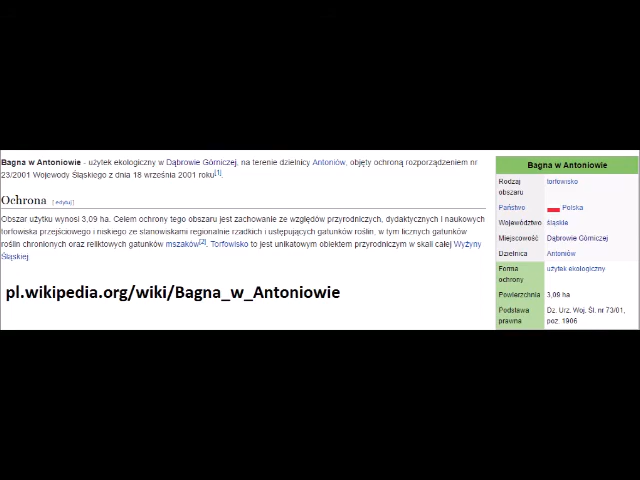 Bagna w Antoniowie - użytek ekologiczny w Dąbrowie Górniczej, na terenie dzielnicy Antoniów, objęty ochroną rozporządzeniem nr
23/2001 Wojewody Śląskiego z dnia 18 wrześnie 2001 roku[1].
Ochrona [ edytuj ]
Obszar użytku wynosi 3,09 ha. Celem ochrony tego obszaru jest zachowanie ze względów przyrodniczych, dydaktycznych i naukowych
torfowiska przejściowego i niskiego ze stanowiskami regionalnie rzadkich i ustępujących gatunków roślin, w tym licznych gatunków
roślin chronionych oraz reliktowych gatunków mszaków[2]. Torfowisko to jest unikatowym obiektem przyrodniczym w skali całej Wyżyny
Śląskiej.
pl.wikipedia.org/wiki/Bagna_w_Antoniowie
Bagna w Antoniowie
Rodzaj obszaru torfowisko
Państwo Polska
Województwo śląskie
Miejscowość Dąbrowie Górniczej
Dzielnica Antoniów
Forma ochrony użytek ekologiczny
Powierzchnia 3,09 ha
Podstawa prawna Dz. Urz. Woj. Śl. nr 73/01, poz. 1906